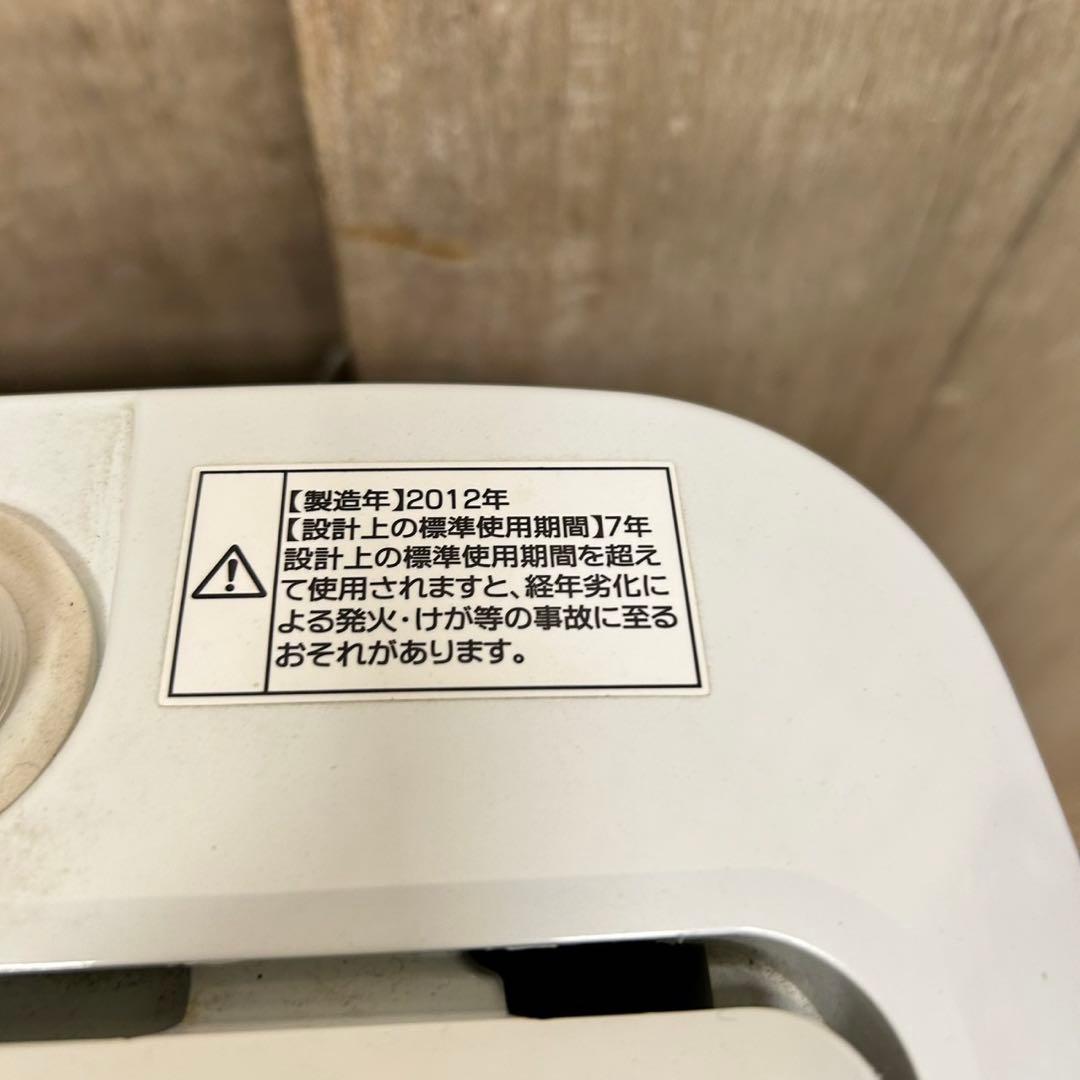 【製造年】2012年
【設計上の標準使用期間】7年
設計上の標準使用期間を超え
て使用されますと、経年劣化に
よる発火・けが等の事故に至る
おそれがあります。